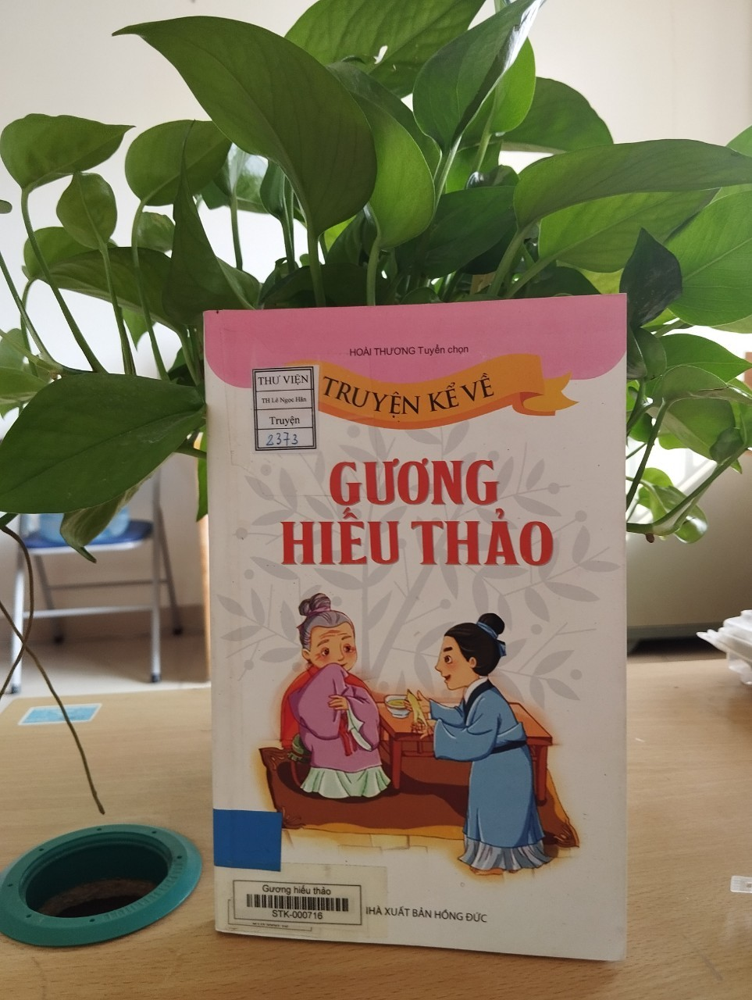 HOÀI THƯƠNG Tuyển chọn
TRUYỆN KỂ VỀ
THƯ VIỆN
TH Lê Ngọc Hân
Truyện
2373
GƯƠNG
HIẾU THẢO
Gương hiếu thảo
STK-000716
NHÀ XUẤT BẢN HỒNG ĐỨC